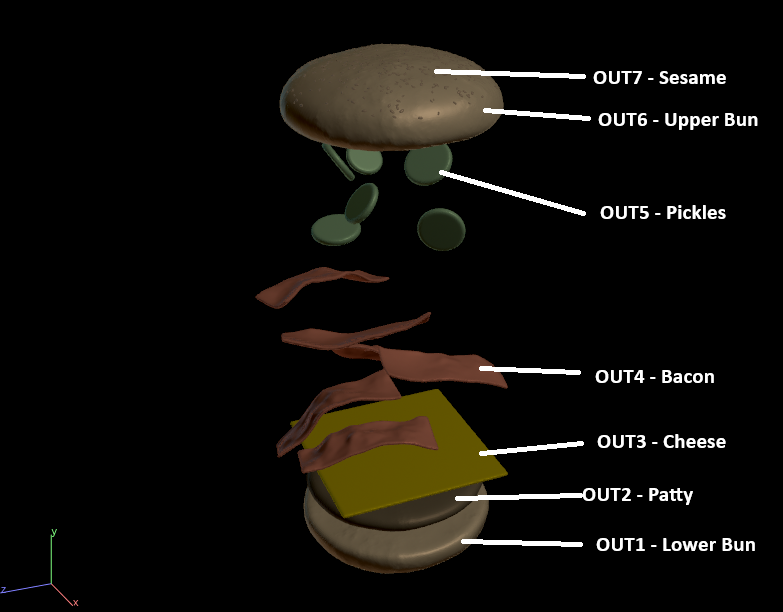 OUT7 - Sesame
OUT6 - Upper Bun
OUT5 - Pickles
OUT4 - Bacon
OUT3 - Cheese
OUT2 - Patty
OUT1 - Lower Bun
y
z
x